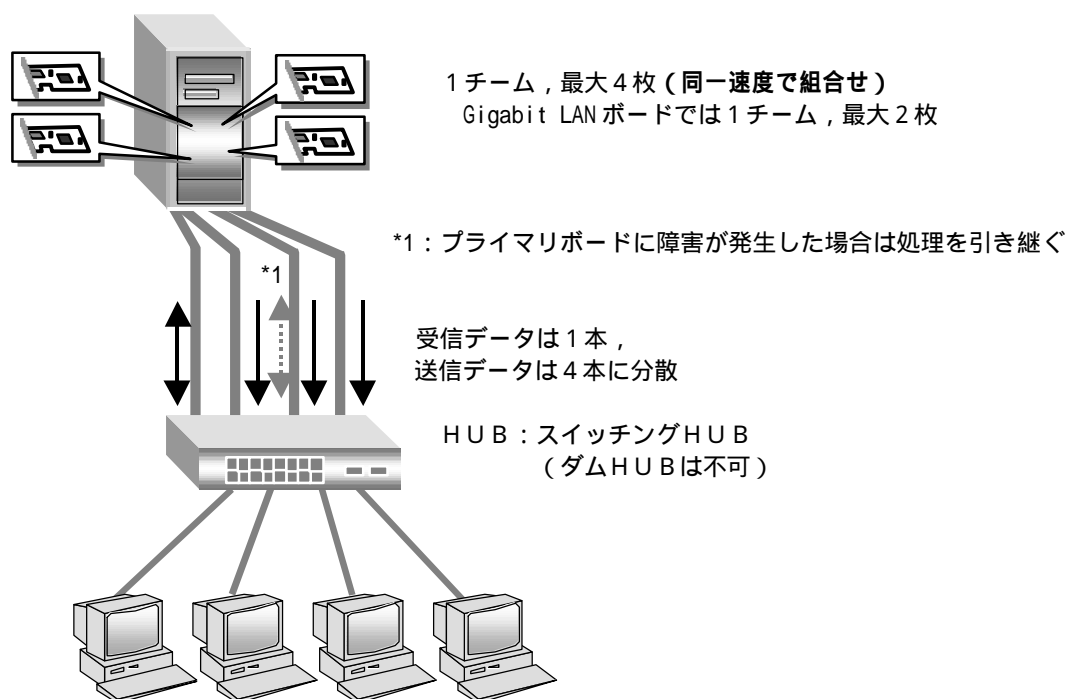 1チーム,最大4枚(同一速度で組合せ)
Gigabit LANボードでは1チーム,最大2枚
*1:プライマリボードに障害が発生した場合は処理を引き継ぐ
*1
受信データは1本,
送信データは4本に分散
HUB:スイッチングHUB
(ダムHUBは不可)